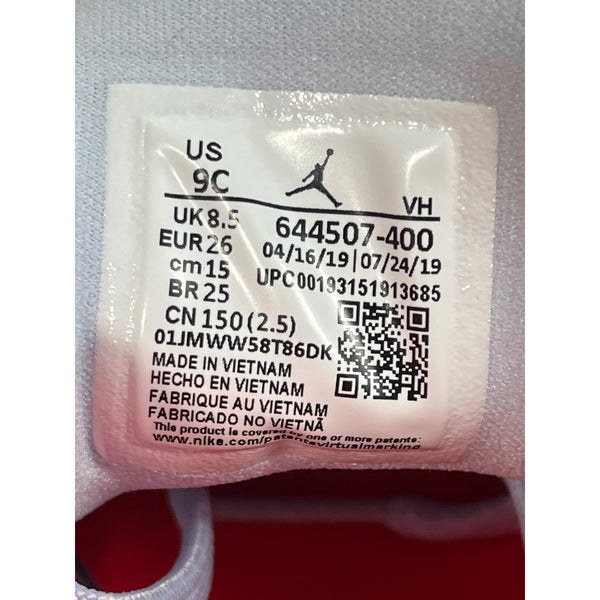 US
9C
VH
UK 8.5
644507-400
EUR 26
04/16/19|07/24/19
cm 15
UPC00193151913685
BR 25
CN 150 (2.5)
01JMWW58T86DK
MADE IN VIETNAM
HECHO EN VIETNAM
FABRIQUE AU VIETNAM
FABRICADO NO VIETNÃ
This product is covered by one or more patents:
www.nike.com/patentsvirtualmarking